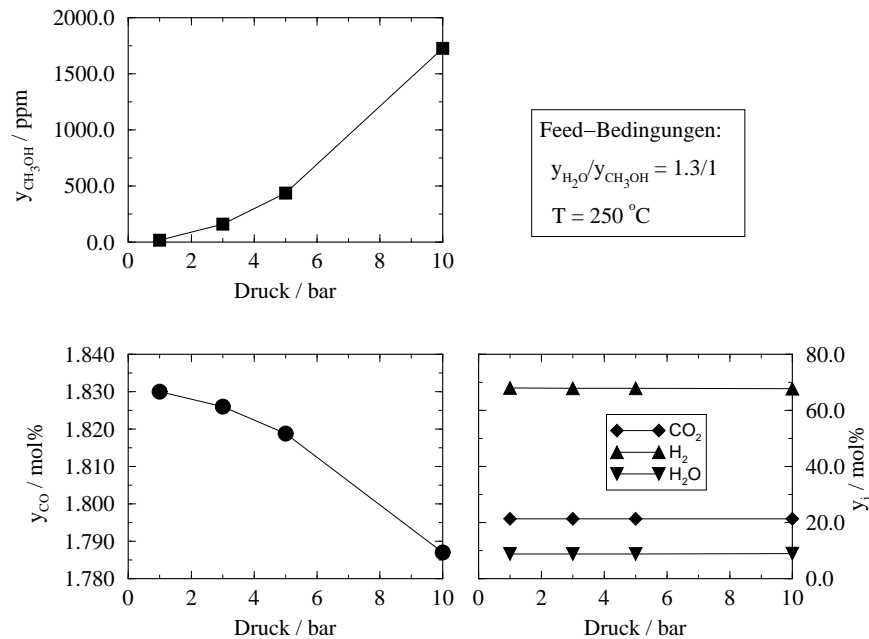 2000.0
1500.0
1000.0
500.0
0.0
y_CH3OH / ppm
0 2 4 6 8 10
Druck / bar
Feed−Bedingungen:
y_H2O/y_CH3OH = 1.3/1
T = 250 °C
1.840
1.830
1.820
1.810
1.800
1.790
1.780
y_CO / mol%
0 2 4 6 8 10
Druck / bar
CO2
H2
H2O
80.0
60.0
40.0
20.0
0.0
y_i / mol%
0 2 4 6 8 10
Druck / bar